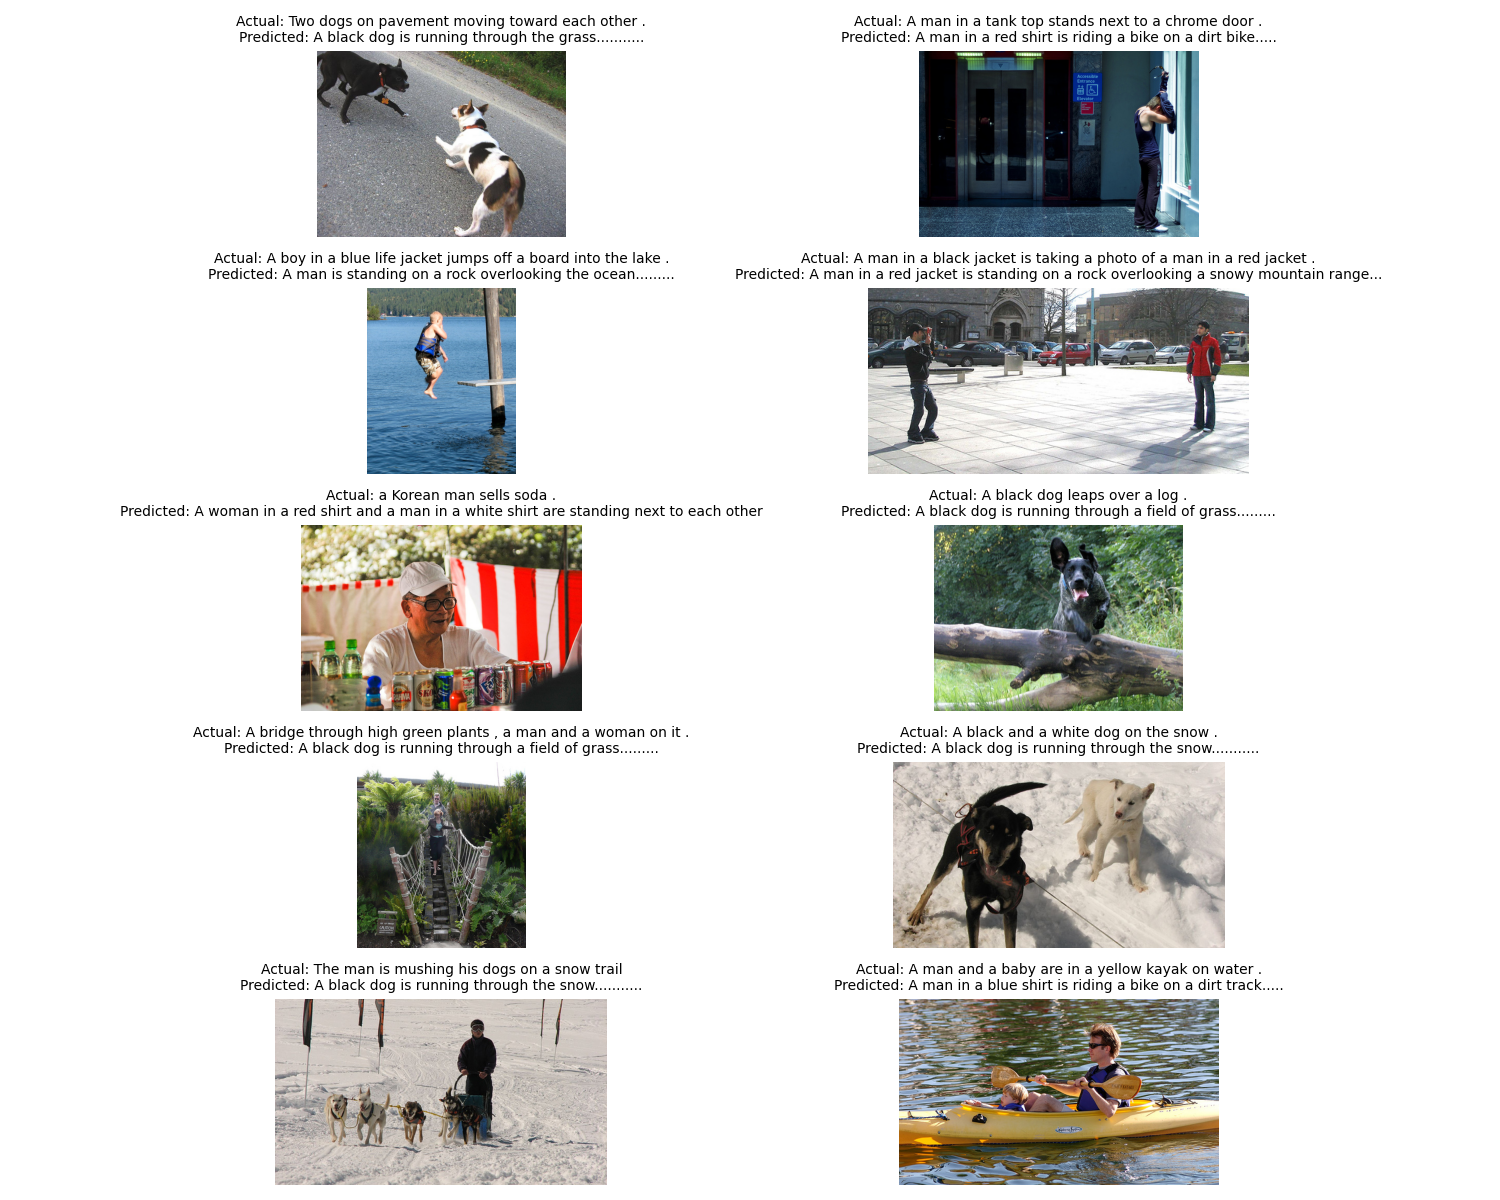 Actual: Two dogs on pavement moving toward each other .
Predicted: A black dog is running through the grass...........
Actual: A man in a tank top stands next to a chrome door .
Predicted: A man in a red shirt is riding a bike on a dirt bike.....
Accessible
Entrance
Elevator
Actual: A boy in a blue life jacket jumps off a board into the lake .
Predicted: A man is standing on a rock overlooking the ocean.........
Actual: A man in a black jacket is taking a photo of a man in a red jacket .
Predicted: A man in a red jacket is standing on a rock overlooking a snowy mountain range...
Actual: a Korean man sells soda .
Predicted: A woman in a red shirt and a man in a white shirt are standing next to each other
Actual: A black dog leaps over a log .
Predicted: A black dog is running through a field of grass.........
Actual: A bridge through high green plants , a man and a woman on it .
Predicted: A black dog is running through a field of grass.........
Actual: A black and a white dog on the snow .
Predicted: A black dog is running through the snow...........
Actual: The man is mushing his dogs on a snow trail
Predicted: A black dog is running through the snow...........
Actual: A man and a baby are in a yellow kayak on water .
Predicted: A man in a blue shirt is riding a bike on a dirt track.....